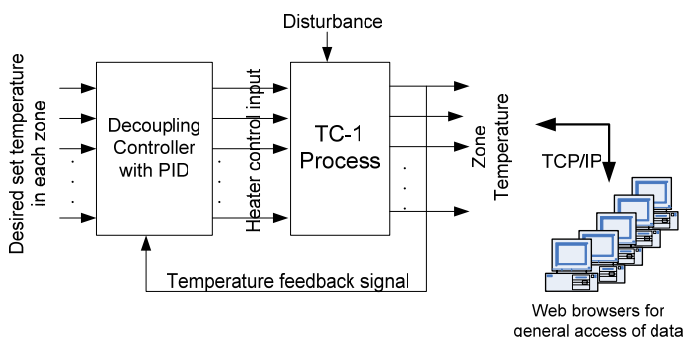 Disturbance
Desired set temperature
in each zone
Decoupling
Controller
with PID
Heater control input
TC-1
Process
Zone
Temperature
TCP/IP
Temperature feedback signal
Web browsers for
general access of data